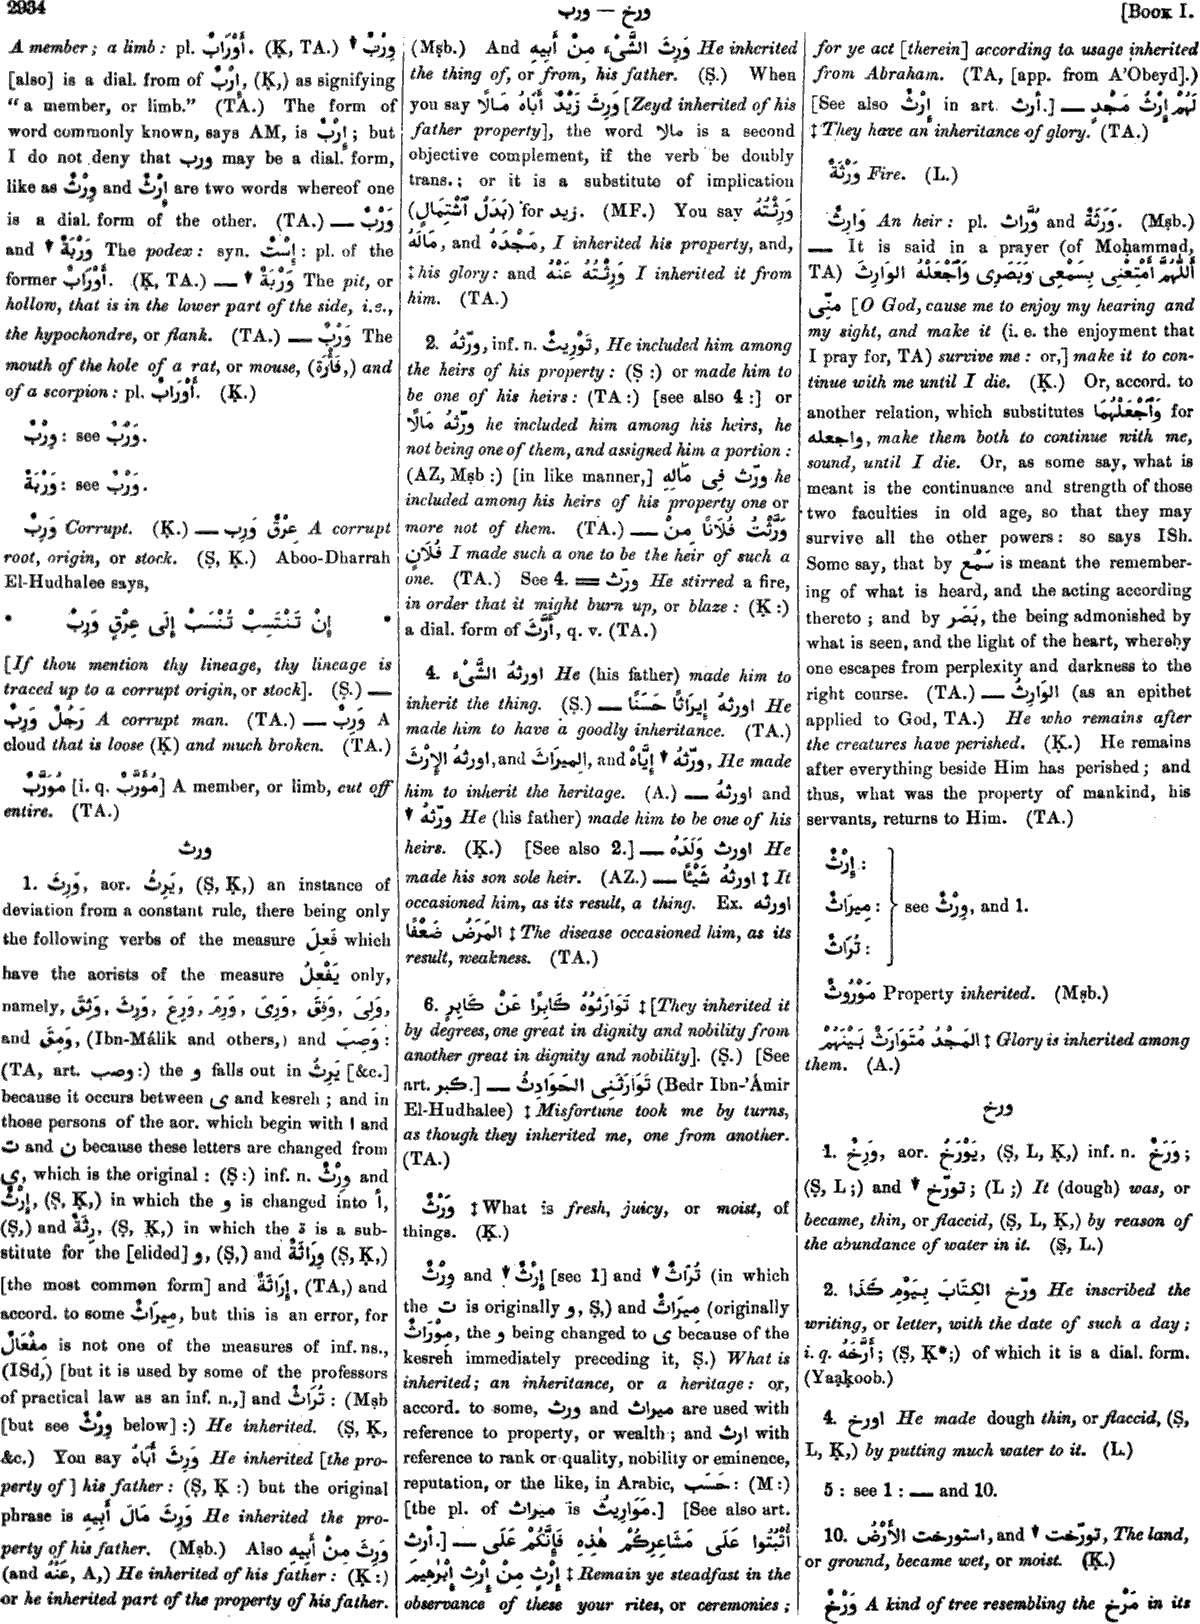 2934
ورب — ورخ
[Book I.
A member; a limb: pl. أَوْرَابٌ. (Ḳ, TA.) ↓ وِرْبٌ
[also] is a dial. from of إِرْبٌ, (Ḳ,) as signifying
“a member, or limb.” (TA.) The form of
word commonly known, says AM, is إِرْبٌ; but
I do not deny that ورب may be a dial. form,
like as وِرْثٌ and إِرْثٌ are two words whereof one
is a dial. form of the other. (TA.) — وَرْبٌ
and ↓ وَرْبَةٌ The podex: syn. اِسْتٌ: pl. of the
former أَوْرَابٌ. (Ḳ, TA.) — ↓ وَرْبَةٌ The pit, or
hollow, that is in the lower part of the side, i.e.,
the hypochondre, or flank. (TA.) — وَرْبٌ The
mouth of the hole of a rat, or mouse, (فَأْرَة,) and
of a scorpion: pl. أَوْرَابٌ. (Ḳ.)
وِرْبٌ: see وَرْبٌ.
وَرْبَةٌ: see وَرْبٌ.
وَرِبٌ Corrupt. (Ḳ.) — عِرْقٌ وَرِب A corrupt
root, origin, or stock. (Ṣ, Ḳ.) Aboo-Dharrah
El-Hudhalee says,
* إِنْ تَنْتَسِبْ تُنْسَبْ إِلَى عِرْقٍ وَرِبْ *
[If thou mention thy lineage, thy lineage is
traced up to a corrupt origin, or stock]. (Ṣ.) —
رَجُلٌ وَرِبٌ A corrupt man. (TA.) — وَرِبٌ A
cloud that is loose (Ḳ) and much broken. (TA.)
مُوَرَّبٌ [i. q. مُؤَرَّبٌ] A member, or limb, cut off
entire. (TA.)
ورث
1. وَرِثَ, aor. يَرِثُ, (Ṣ, Ḳ,) an instance of
deviation from a constant rule, there being only
the following verbs of the measure فَعِلَ which
have the aorists of the measure يَفْعِلُ only,
namely, وَلِىَ, وَفِقَ, وَرِىَ, وَرِمَ, وَرِعَ, وَرِثَ, وَثِقَ,
and وَمِقَ, (Ibn-Málik and others,) and وَصِبَ:
(TA, art. وصب:) the و falls out in يَرِثُ [&c.]
because it occurs between ى and kesreh; and in
those persons of the aor. which begin with ا and
ت and ن because these letters are changed from
ى, which is the original: (Ṣ:) inf. n. وِرْثٌ and
إِرْثٌ, (Ṣ, Ḳ,) in which the و is changed into أ,
(Ṣ,) and رِثَةٌ, (Ṣ, Ḳ,) in which the ة is a sub-
stitute for the [elided] و, (Ṣ,) and وِرَاثَةٌ (Ṣ, Ḳ,)
[the most common form] and إِرَاثَةٌ, (TA,) and
accord. to some مِيرَاثٌ, but this is an error, for
مِفْعَالٌ is not one of the measures of inf. ns.,
(ISd,) [but it is used by some of the professors
of practical law as an inf. n.,] and تُرَاثٌ: (Mṣb
[but see وِرْثٌ below]:) He inherited. (Ṣ, Ḳ,
&c.) You say وَرِثَ أَبَاهُ He inherited [the pro-
perty of] his father: (Ṣ, Ḳ:) but the original
phrase is وَرِثَ مَالَ أَبِيهِ He inherited the pro-
perty of his father. (Mṣb.) Also وَرِثَ مِنْ أَبِيهِ
(and عَنْهُ, A,) He inherited of his father: (Ḳ:)
or he inherited part of the property of his father.
(Mṣb.) And وَرِثَ الشَّىْءَ مِنْ أَبِيهِ He inherited
the thing of, or from, his father. (Ṣ.) When
you say وَرِثَ زَيْدٌ أَبَاهُ مَالًا [Zeyd inherited of his
father property], the word مالا is a second
objective complement, if the verb be doubly
trans.; or it is a substitute of implication
(بَدَلُ ٱشْتِمَالٍ) for زيد. (MF.) You say وَرِثْتُهُ
مَالَهُ, and مَجْدَهُ, I inherited his property, and,
‡ his glory: and وَرِثْتُهُ عَنْهُ I inherited it from
him. (TA.)
2. ورّثهُ, inf. n. تَوْرِيثٌ, He included him among
the heirs of his property: (Ṣ:) or made him to
be one of his heirs: (TA:) [see also 4:] or
ورّثهُ مَالًا he included him among his heirs, he
not being one of them, and assigned him a portion:
(AZ, Mṣb:) [in like manner,] ورّث فِى مَالِهِ he
included among his heirs of his property one or
more not of them. (TA.) — وَرَّثْتُ فُلَانًا مِنْ
فُلَانٍ I made such a one to be the heir of such a
one. (TA.) See 4. = ورّث He stirred a fire,
in order that it might burn up, or blaze: (Ḳ:)
a dial. form of أَرَّثَ, q. v. (TA.)
4. اورثهُ الشَّىْءَ He (his father) made him to
inherit the thing. (Ṣ.) — اورثهُ إِيرَاثًا حَسَنًا He
made him to have a goodly inheritance. (TA.)
اورثهُ الإِرْثَ, and المِيرَاثَ, and ↓ ورّثهُ إِيَّاهُ, He made
him to inherit the heritage. (A.) — اورثهُ and
↓ ورّثهُ He (his father) made him to be one of his
heirs. (Ḳ.) [See also 2.] — اورث وَلَدَهُ He
made his son sole heir. (AZ.) — اورثهُ شَيْئًا ‡ It
occasioned him, as its result, a thing. Ex. اورثه
المَرَضُ ضَعْفًا ‡ The disease occasioned him, as its
result, weakness. (TA.)
6. تَوَارَثُوهُ كَابِرًا عَنْ كَابِرٍ ‡ [They inherited it
by degrees, one great in dignity and nobility from
another great in dignity and nobility]. (Ṣ.) [See
art. كبر.] — تَوَارَثَنِى الحَوَادِثُ (Bedr Ibn-’Ámir
El-Hudhalee) ‡ Misfortune took me by turns,
as though they inherited me, one from another.
(TA.)
وَرْثٌ ‡ What is fresh, juicy, or moist, of
things. (Ḳ.)
وِرْثٌ and ↓ إِرْثٌ [see 1] and ↓ تُرَاثٌ (in which
the ت is originally و, Ṣ,) and مِيرَاثٌ (originally
مِوْرَاثٌ, the و being changed to ى because of the
kesreh immediately preceding it, Ṣ.) What is
inherited; an inheritance, or a heritage: or,
accord. to some, ورث and ميراث are used with
reference to property, or wealth; and ارث with
reference to rank or quality, nobility or eminence,
reputation, or the like, in Arabic, حَسَب: (M:)
[the pl. of ميراث is مَوَارِيثُ.] [See also art.
أرث.] — أُثْبُتُوا عَلَى مَشَاعِرِكُمْ هٰذِهِ فَإِنَّكُمْ عَلَى
إِرْثٍ مِنْ إِرْثِ إِبْرٰهِيمَ ‡ Remain ye steadfast in the
observance of these your rites, or ceremonies;
for ye act [therein] according to usage inherited
from Abraham. (TA, [app. from A’Obeyd].)
[See also إِرْثٌ in art. أرث.] — لَهُمْ إِرْثُ مَجْدٍ
‡ They have an inheritance of glory. (TA.)
وَرْثَةٌ Fire. (L.)
وَارِثٌ An heir: pl. وُرَّاث and وَرَثَةٌ. (Mṣb.)
— It is said in a prayer (of Moḥammad,
TA) أَللّٰهُمَّ أَمْتِعْنِى بِسَمْعِى وَبَصَرِى وَٱجْعَلْهُ الوَارِثَ
مِنِّى [O God, cause me to enjoy my hearing and
my sight, and make it (i. e. the enjoyment that
I pray for, TA) survive me: or,] make it to con-
tinue with me until I die. (Ḳ.) Or, accord. to
another relation, which substitutes وَٱجْعَلْهُمَا for
واجعله, make them both to continue with me,
sound, until I die. Or, as some say, what is
meant is the continuance and strength of those
two faculties in old age, so that they may
survive all the other powers: so says ISh.
Some say, that by سَمْع is meant the remember-
ing of what is heard, and the acting according
thereto; and by بَصَر, the being admonished by
what is seen, and the light of the heart, whereby
one escapes from perplexity and darkness to the
right course. (TA.) — الوَارِثُ (as an epithet
applied to God, TA.) He who remains after
the creatures have perished. (Ḳ.) He remains
after everything beside Him has perished; and
thus, what was the property of mankind, his
servants, returns to Him. (TA.)
إِرْثٌ:
مِيرَاثٌ: see وِرْثٌ, and 1.
تُرَاثٌ:
مَوْرُوثٌ Property inherited. (Mṣb.)
المَجْدُ مُتَوَارَثٌ بَيْنَهُمْ ‡ Glory is inherited among
them. (A.)
ورخ
1. وَرِخَ, aor. يَوْرَخُ, (Ṣ, L, Ḳ,) inf. n. وَرَخٌ;
(Ṣ, L;) and ↓ تورّخ; (L;) It (dough) was, or
became, thin, or flaccid, (Ṣ, L, Ḳ,) by reason of
the abundance of water in it. (Ṣ, L.)
2. ورّخ الكِتَابَ بِيَوْمِ كَذَا He inscribed the
writing, or letter, with the date of such a day;
i. q. أَرَّخَهُ; (Ṣ, Ḳ*;) of which it is a dial. form.
(Yaạḳoob.)
4. اورخ He made dough thin, or flaccid, (Ṣ,
L, Ḳ,) by putting much water to it. (L.)
5: see 1: — and 10.
10. استورخت الأَرْضُ, and ↓ تورّخت, The land,
or ground, became wet, or moist. (Ḳ.)
وَرْخٌ A kind of tree resembling the مَرْخ in its